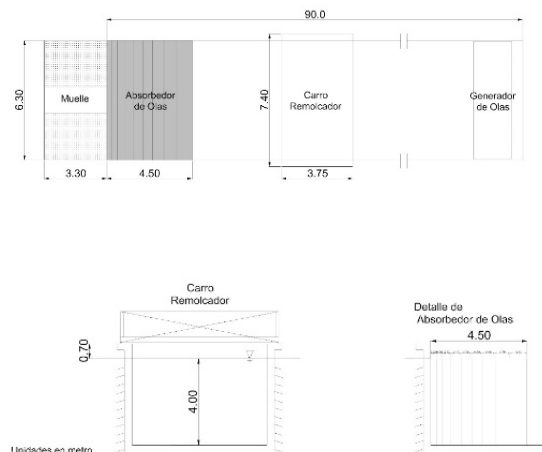 90.0
6.30
Muelle
Absorbedor
de Olas
7.40
Carro
Remolcador
Generador
de Olas
3.30
4.50
3.75
Carro
Remolcador
Detalle de
Absorbedor de Olas
4.50
0.70
4.00
Unidades en metro